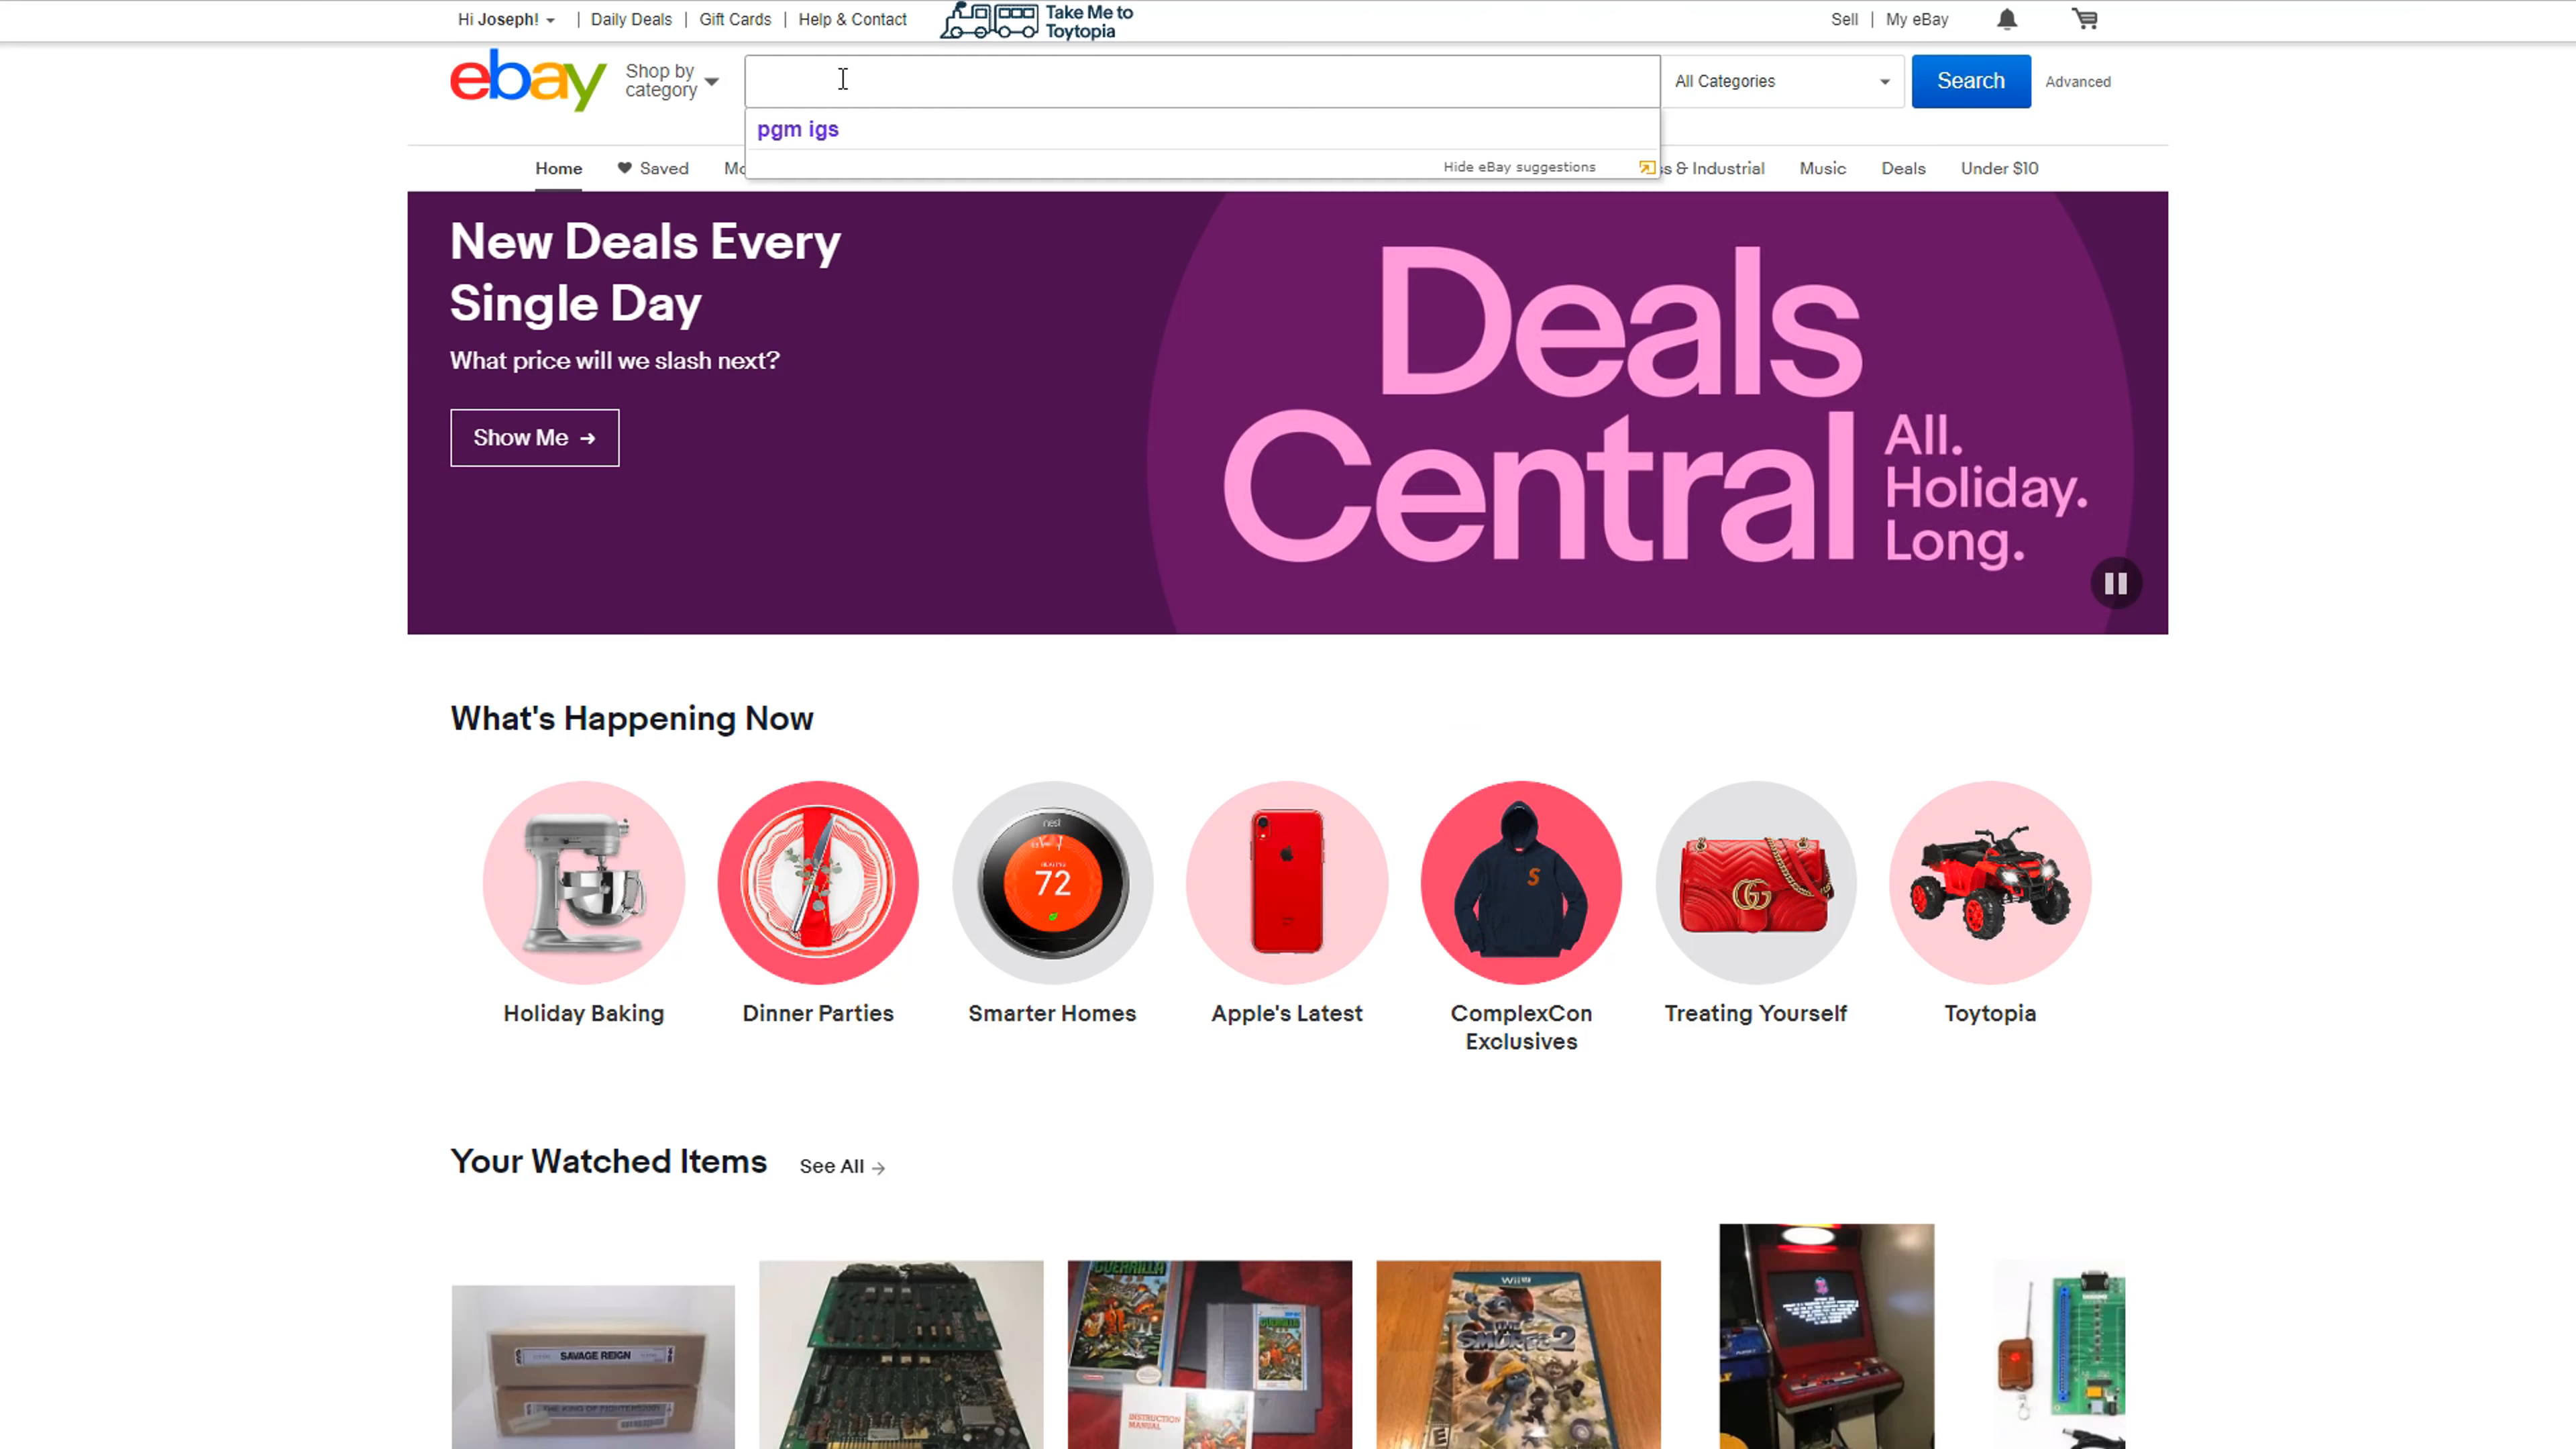 Hi Joseph! | Daily Deals | Gift Cards | Help & Contact
Take Me to
Toytopia
Sell | My eBay
ebay
Shop by
category
All Categories
Search
Advanced
pgm igs
Hide eBay suggestions
Home
Saved
& Industrial
Music
Deals
Under $10
New Deals Every
Single Day
What price will we slash next?
Show Me →
Deals
Central
All.
Holiday.
Long.
What's Happening Now
nest
72
S
Holiday Baking
Dinner Parties
Smarter Homes
Apple's Latest
ComplexCon
Exclusives
Treating Yourself
Toytopia
Your Watched Items
See All →
SAVAGE REIGN
THE KING OF FIGHTERS
GUERRILLA
INSTRUCTION
MANUAL
Wii U
THE
SMURFS 2
E